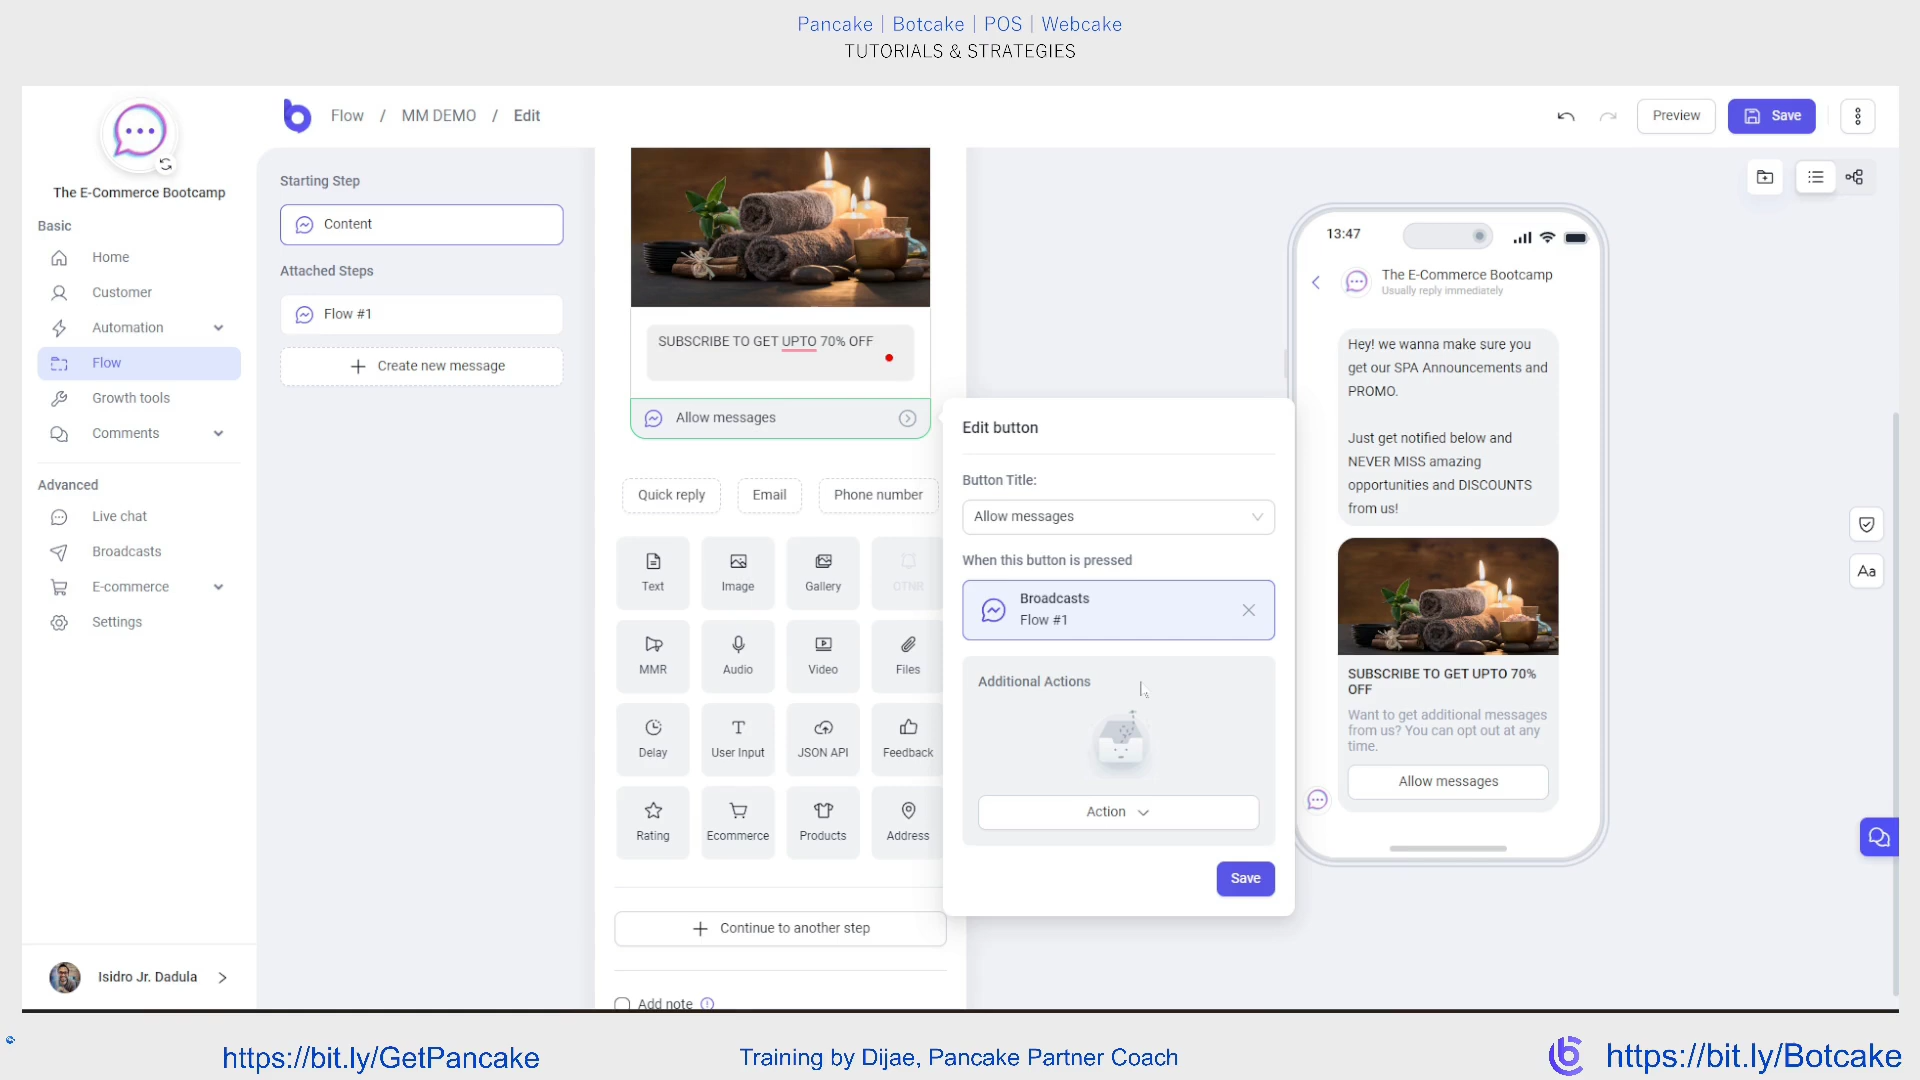 Pancake | Botcake | POS | Webcake
TUTORIALS & STRATEGIES
The E-Commerce Bootcamp
Basic
Home
Customer
Automation
Flow
Growth tools
Comments
Advanced
Live chat
Broadcasts
E-commerce
Settings
Isidro Jr. Dadula
Flow / MM DEMO / Edit
Preview
Save
Starting Step
Content
Attached Steps
Flow #1
Create new message
SUBSCRIBE TO GET UPTO 70% OFF
Allow messages
Quick reply
Email
Phone number
Text
Image
Gallery
OTNR
MMR
Audio
Video
Files
Delay
User Input
JSON API
Feedback
Rating
Ecommerce
Products
Address
Continue to another step
Add note
Edit button
Button Title:
Allow messages
When this button is pressed
Broadcasts
Flow #1
Additional Actions
Action
Save
13:47
The E-Commerce Bootcamp
Usually reply immediately
Hey! we wanna make sure you
get our SPA Announcements and
PROMO.
Just get notified below and
NEVER MISS amazing
opportunities and DISCOUNTS
from us!
SUBSCRIBE TO GET UPTO 70%
OFF
Want to get additional messages
from us? You can opt out at any
time.
Allow messages
Aa
https://bit.ly/GetPancake
Training by Dijae, Pancake Partner Coach
https://bit.ly/Botcake